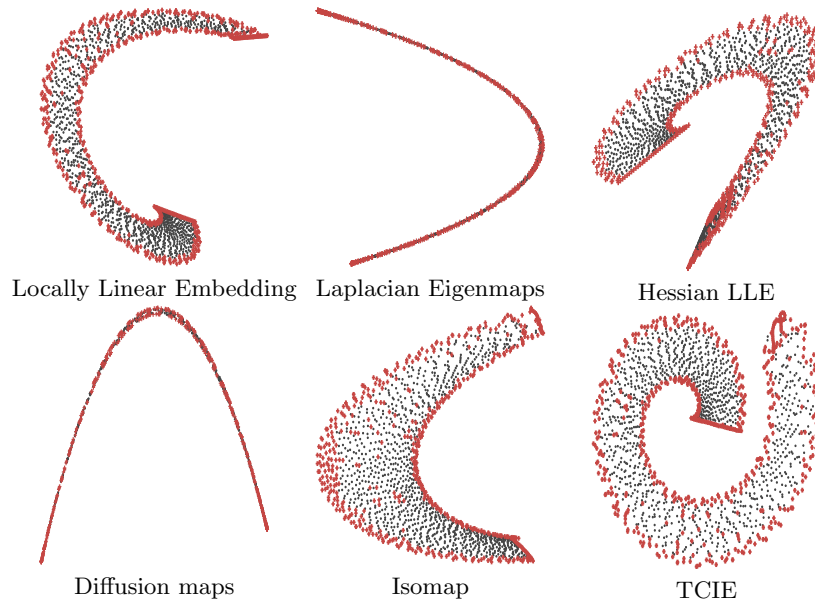 Locally Linear Embedding
Laplacian Eigenmaps
Hessian LLE
Diffusion maps
Isomap
TCIE